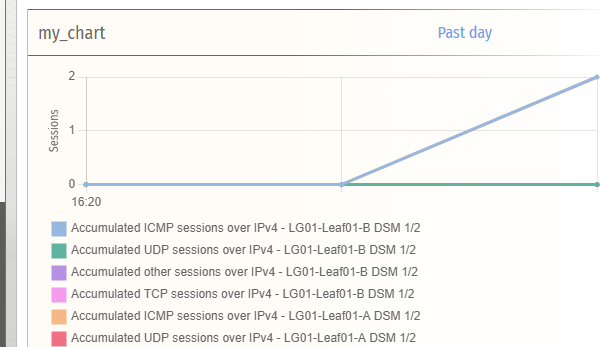 my_chart
Past day
Sessions
2
1
0
16:20
Accumulated ICMP sessions over IPv4 - LG01-Leaf01-B DSM 1/2
Accumulated UDP sessions over IPv4 - LG01-Leaf01-B DSM 1/2
Accumulated other sessions over IPv4 - LG01-Leaf01-B DSM 1/2
Accumulated TCP sessions over IPv4 - LG01-Leaf01-B DSM 1/2
Accumulated ICMP sessions over IPv4 - LG01-Leaf01-A DSM 1/2
Accumulated UDP sessions over IPv4 - LG01-Leaf01-A DSM 1/2